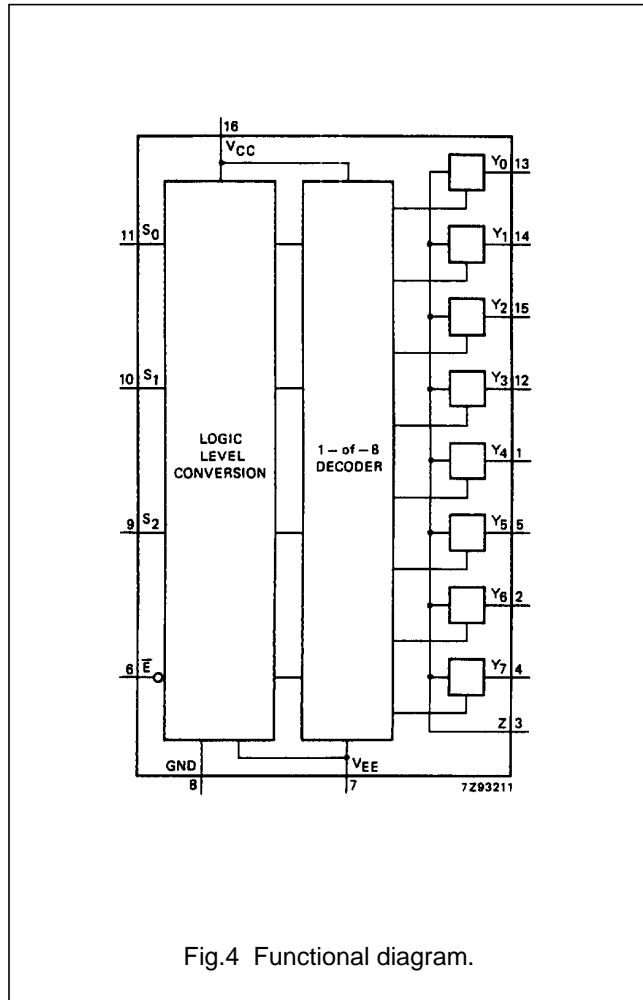 16
VCC
Y0 13
11 S0
Y1 14
Y2 15
10 S1
Y3 12
LOGIC
LEVEL
CONVERSION
1 – of – 8
DECODER
Y4 1
9 S2
Y5 5
Y6 2
6 E̅
Y7 4
Z 3
GND
VEE
8
7
7Z93211
Fig.4 Functional diagram.